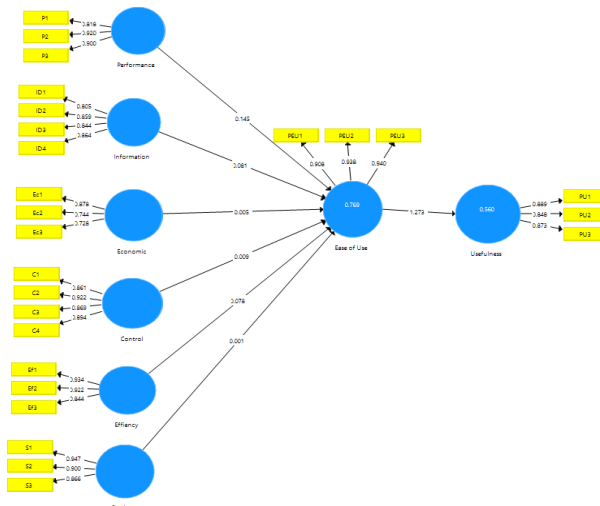 P1
0.819
P2
0.920
P3
0.900
Performance
0.145
ID1
0.805
ID2
0.859
ID3
0.844
ID4
0.864
Information
0.081
PEU1
PEU2
PEU3
0.908
0.938
0.940
Ec1
0.878
Ec2
0.744
Ec3
0.728
Economic
0.005
0.769
Ease of Use
1.273
0.560
Usefulness
0.888
PU1
0.848
PU2
0.873
PU3
C1
0.861
C2
0.922
C3
0.869
C4
0.894
Control
0.009
Ef1
0.934
Ef2
0.922
Ef3
0.844
Effiency
0.078
S1
0.947
S2
0.900
S3
0.866
0.001